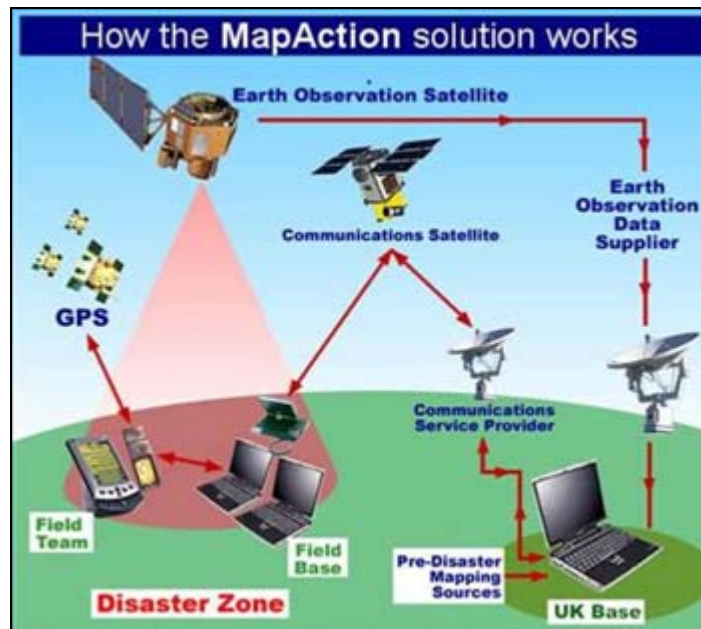 How the MapAction solution works
Earth Observation Satellite
Earth
Observation
Data
Supplier
Communications Satellite
GPS
Communications
Service Provider
Field
Team
Field
Base
Pre-Disaster
Mapping
Sources
Disaster Zone
UK Base